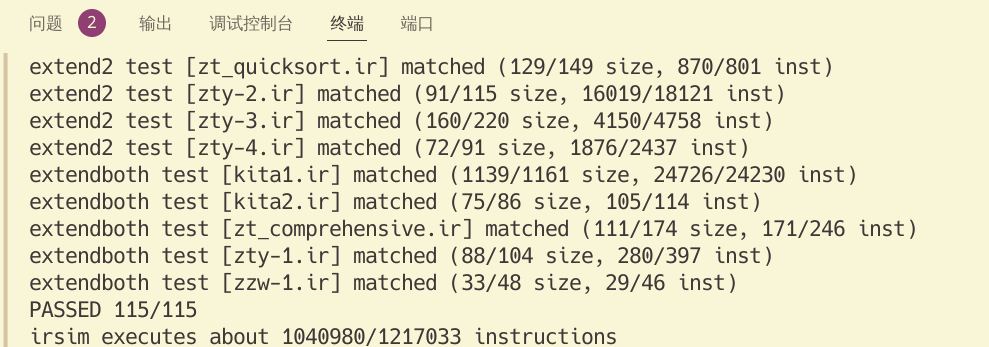 问题 2 输出 调试控制台 终端 端口
extend2 test [zt_quicksort.ir] matched (129/149 size, 870/801 inst)
extend2 test [zty-2.ir] matched (91/115 size, 16019/18121 inst)
extend2 test [zty-3.ir] matched (160/220 size, 4150/4758 inst)
extend2 test [zty-4.ir] matched (72/91 size, 1876/2437 inst)
extendboth test [kita1.ir] matched (1139/1161 size, 24726/24230 inst)
extendboth test [kita2.ir] matched (75/86 size, 105/114 inst)
extendboth test [zt_comprehensive.ir] matched (111/174 size, 171/246 inst)
extendboth test [zty-1.ir] matched (88/104 size, 280/397 inst)
extendboth test [zzw-1.ir] matched (33/48 size, 29/46 inst)
PASSED 115/115
irsim executes about 1040980/1217033 instructions